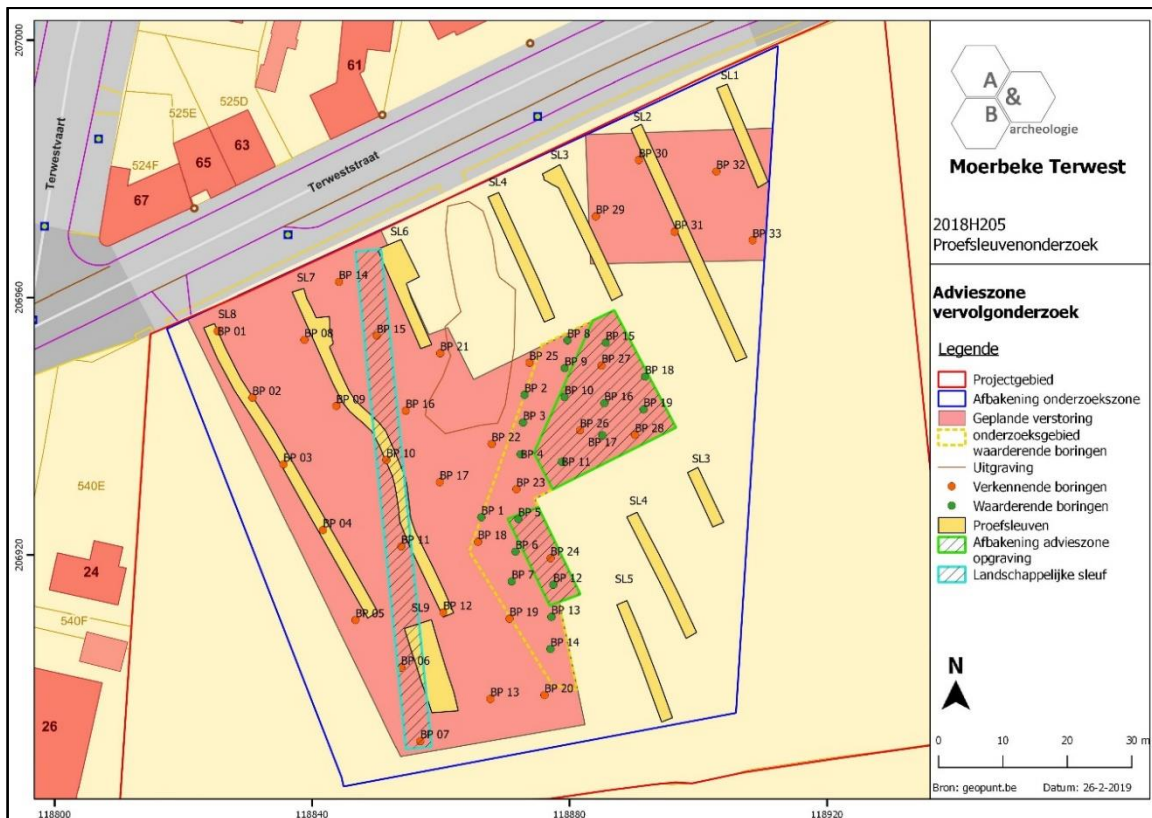 207000
206960
206920
118800
118840
118880
118920
Terwestvaart
Terweststraat
525E
525D
524F
540E
540F
61
63
65
67
24
26
SL1
SL2
SL3
SL4
SL6
SL7
SL8
SL9
SL3
SL4
SL5
BP 30
BP 32
BP 29
BP 31
BP 33
BP 14
BP 01
BP 08
BP 15
BP 21
BP 02
BP 09
BP 16
BP 03
BP 10
BP 17
BP 22
BP 04
BP 11
BP 05
BP 12
BP 06
BP 07
BP 13
BP 25
BP 8
BP 15
BP 9
BP 27
BP 18
BP 2
BP 10
BP 16
BP 19
BP 3
BP 26
BP 28
BP 17
BP 4
BP 11
BP 23
BP 1
BP 5
BP 18
BP 6
BP 24
BP 7
BP 12
BP 19
BP 13
BP 14
BP 20
A
&
B
archeologie
Moerbeke Terwest
2018H205
Proefsleuvenonderzoek
Advieszone
vervolgonderzoek
Legende
Projectgebied
Afbakening onderzoekszone
Geplande verstoring
onderzoeksgebied
waarderende boringen
Uitgraving
Verkennende boringen
Waarderende boringen
Proefsleuven
Afbakening advieszone
opgraving
Landschappelijke sleuf
N
0 10 20 30 m
Bron: geopunt.be Datum: 26-2-2019